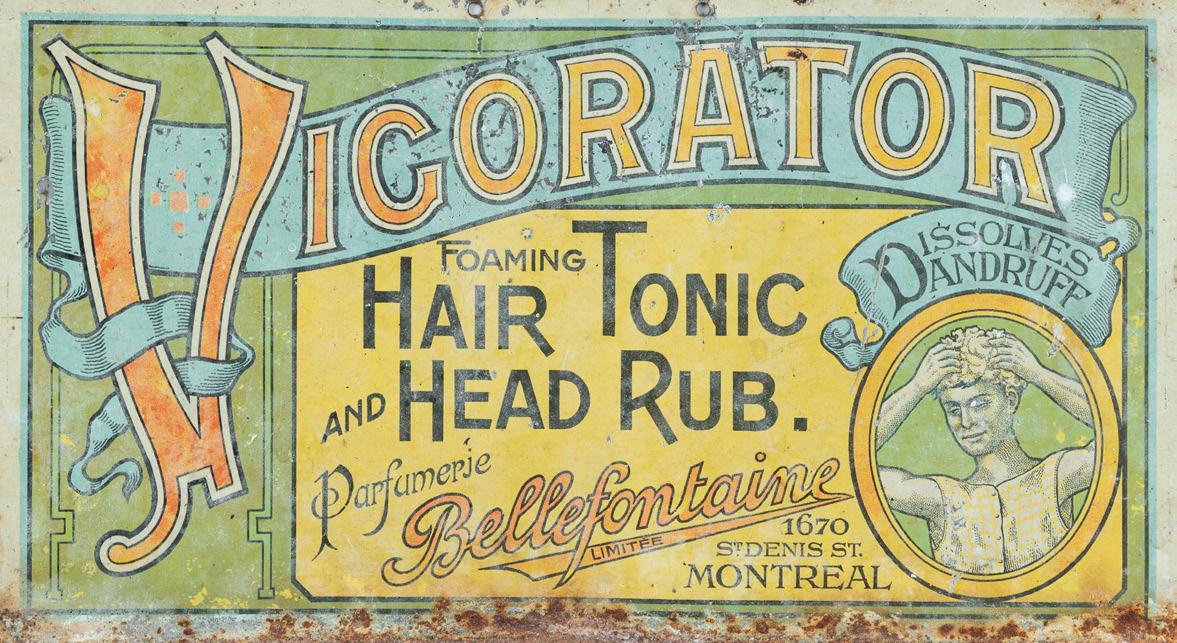 VIGORATOR
FOAMING
HAIR TONIC
AND HEAD RUB.
DISSOLVES
DANDRUFF
Parfumerie
Bellefontaine
LIMITÉE
1670
ST DENIS ST.
MONTREAL